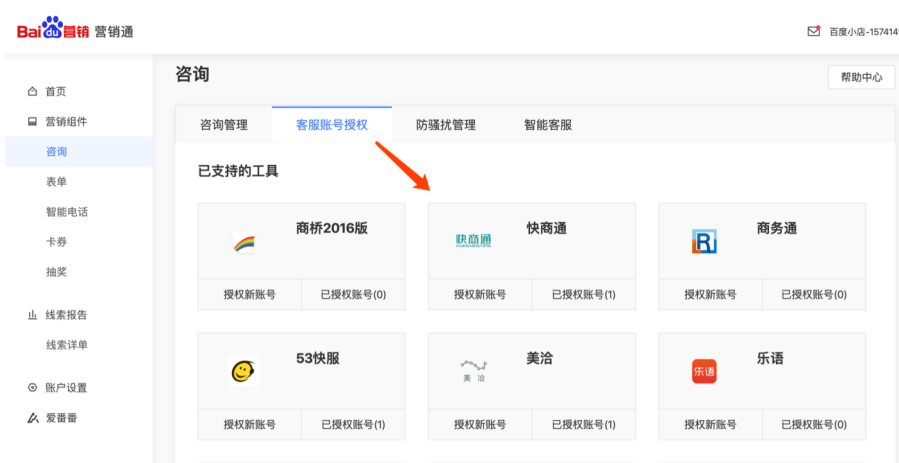 Baidu营销 营销通
百度小店-1574149
咨询
帮助中心
首页
营销组件
咨询
表单
智能电话
卡券
抽奖
线索报告
线索详单
账户设置
爱番番
咨询管理 客服账号授权 防骚扰管理 智能客服
已支持的工具
商桥2016版
授权新账号 已授权账号(0)
快商通
快商通
授权新账号 已授权账号(1)
R
商务通
授权新账号 已授权账号(0)
53快服
授权新账号 已授权账号(1)
美洽
美洽
授权新账号 已授权账号(1)
乐语
乐语
授权新账号 已授权账号(0)